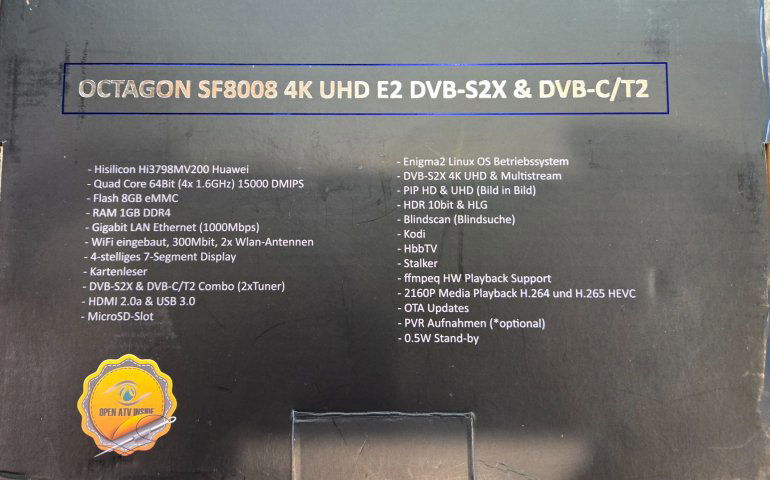 OCTAGON SF8008 4K UHD E2 DVB-S2X & DVB-C/T2
- Hisilicon Hi3798MV200 Huawei
- Quad Core 64Bit (4x 1.6GHz) 15000 DMIPS
- Flash 8GB eMMC
- RAM 1GB DDR4
- Gigabit LAN Ethernet (1000Mbps)
- WiFi eingebaut, 300Mbit, 2x Wlan-Antennen
- 4-stelliges 7-Segment Display
- Kartenleser
- DVB-S2X & DVB-C/T2 Combo (2xTuner)
- HDMI 2.0a & USB 3.0
- MicroSD-Slot
- Enigma2 Linux OS Betriebssystem
- DVB-S2X 4K UHD & Multistream
- PIP HD & UHD (Bild in Bild)
- HDR 10bit & HLG
- Blindscan (Blindsuche)
- Kodi
- HbbTV
- Stalker
- ffmpeq HW Playback Support
- 2160P Media Playback H.264 und H.265 HEVC
- OTA Updates
- PVR Aufnahmen (*optional)
- 0.5W Stand-by
OPEN ATV INSIDE